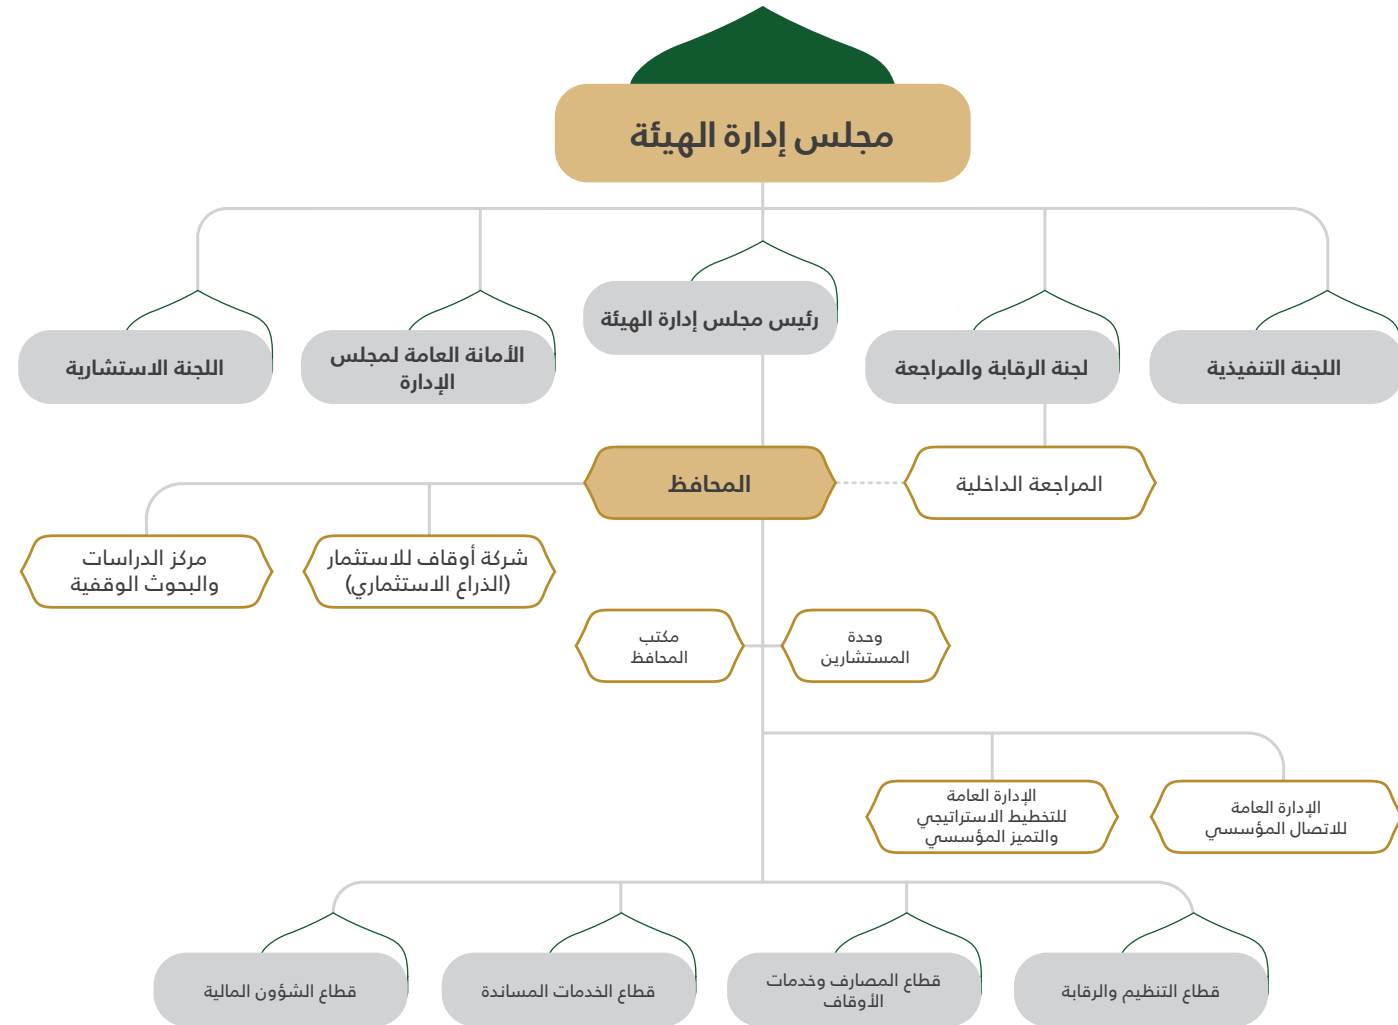 مجلس إدارة الهيئة
رئيس مجلس إدارة الهيئة
اللجنة التنفيذية
لجنة الرقابة والمراجعة
الأمانة العامة لمجلس
الإدارة
اللجنة الاستشارية
المراجعة الداخلية
المحافظ
شركة أوقاف للاستثمار
(الذراع الاستثماري)
مركز الدراسات
والبحوث الوقفية
وحدة
المستشارين
مكتب
المحافظ
الإدارة العامة
للاتصال المؤسسي
الإدارة العامة
للتخطيط الاستراتيجي
والتميز المؤسسي
قطاع التنظيم والرقابة
قطاع المصارف وخدمات
الأوقاف
قطاع الخدمات المساندة
قطاع الشؤون المالية